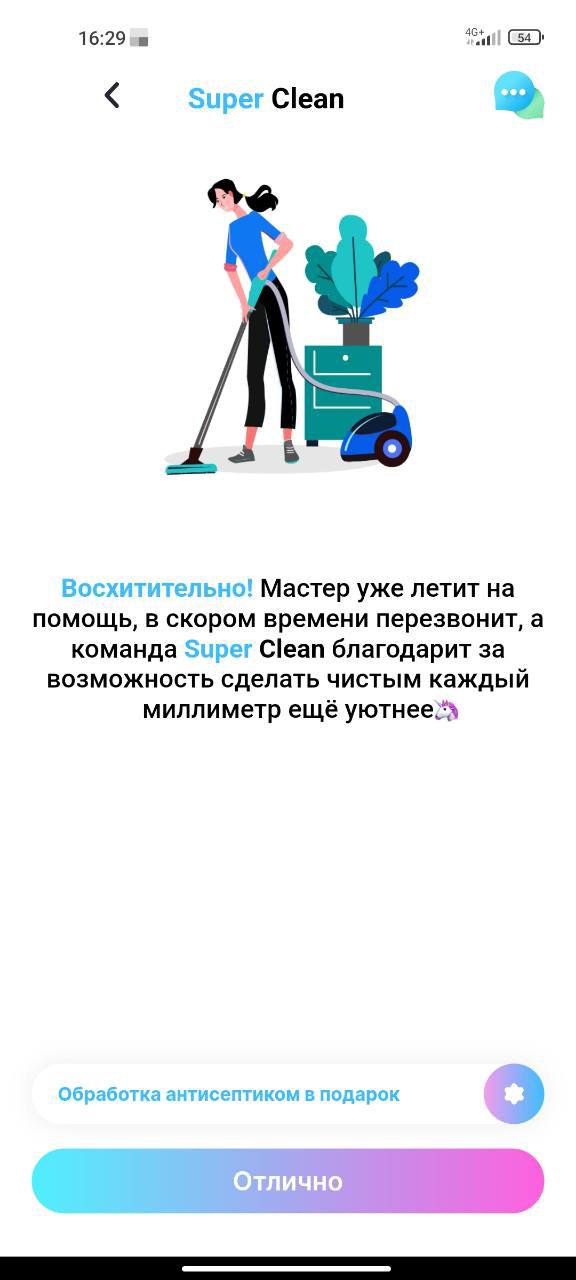 16:29
4G+
54
Super Clean
Восхитительно! Мастер уже летит на
помощь, в скором времени перезвонит, а
команда Super Clean благодарит за
возможность сделать чистым каждый
миллиметр ещё уютнее🦄
Обработка антисептиком в подарок
Отлично